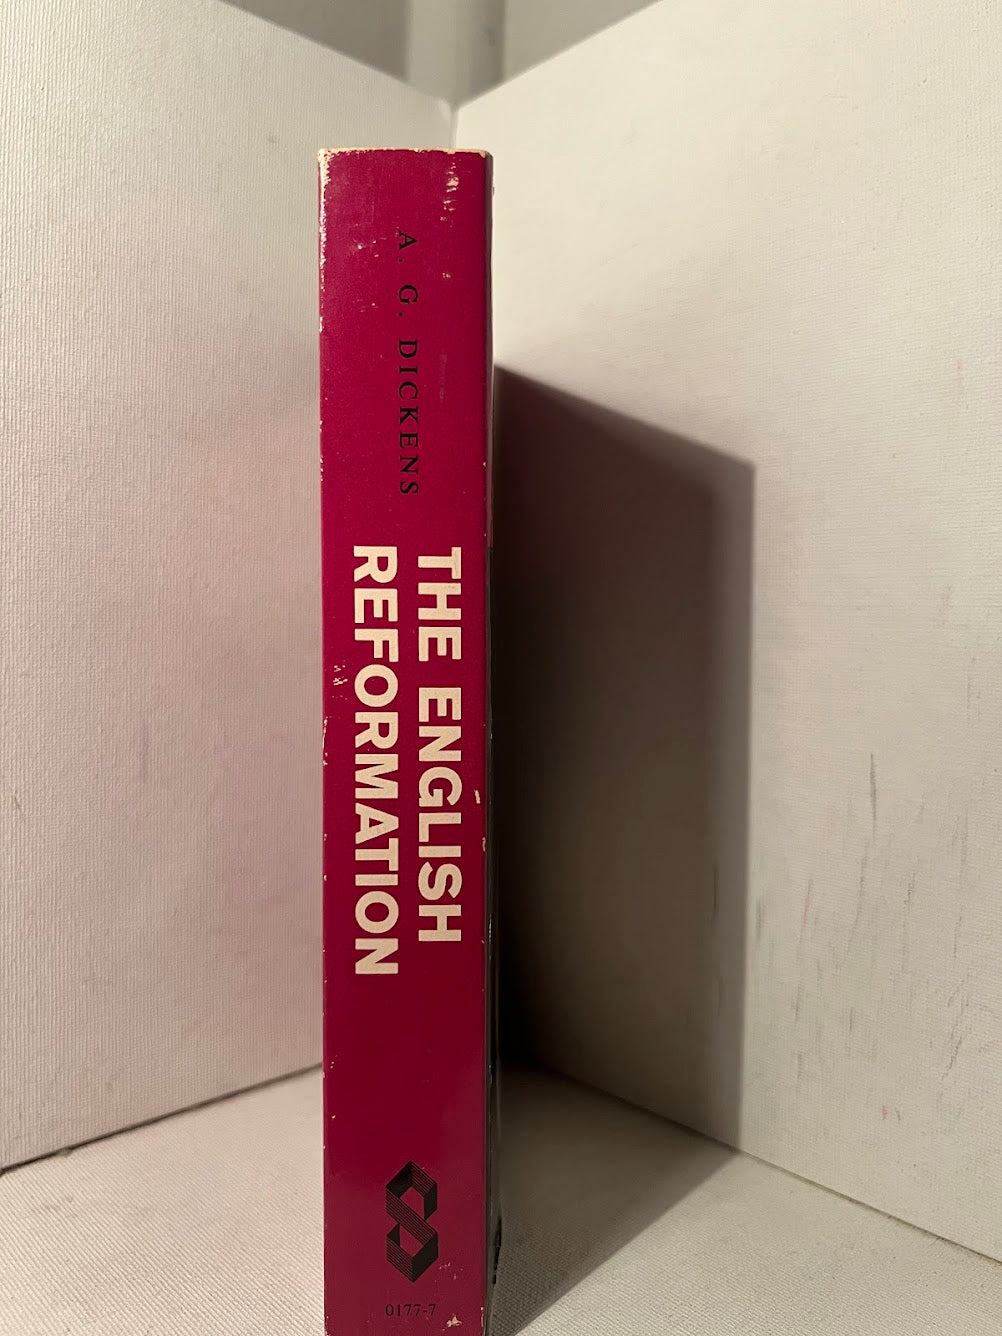 A. G. DICKENS
THE ENGLISH
REFORMATION
0177-7